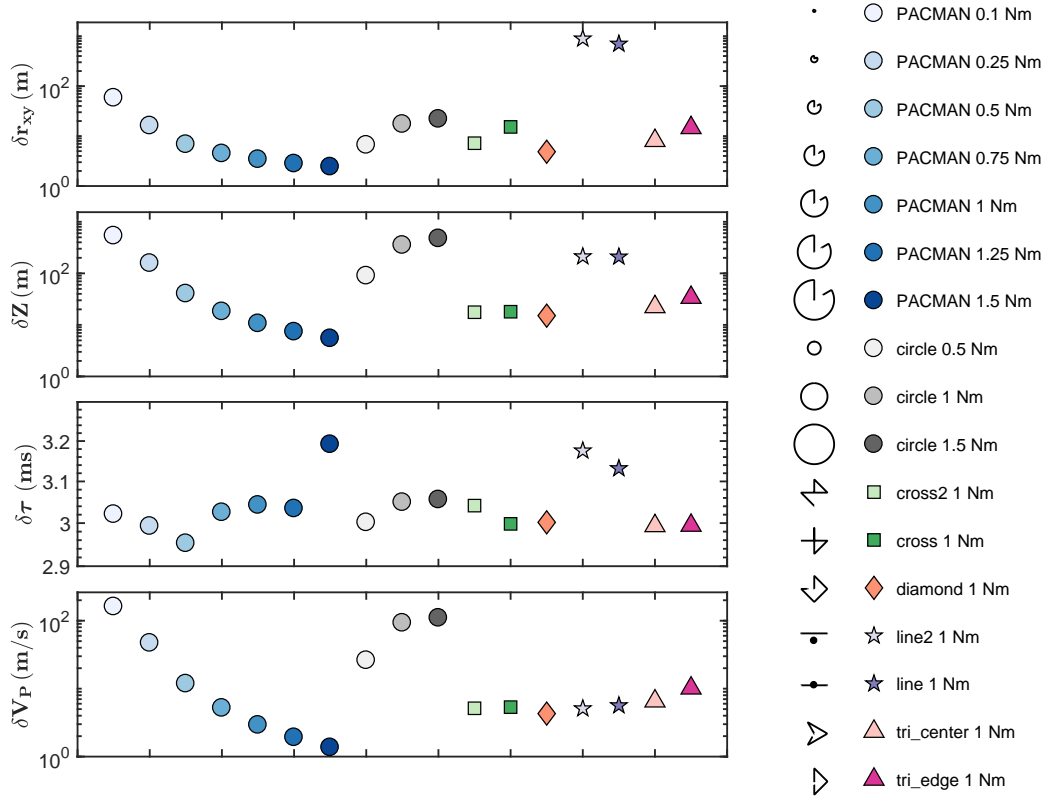 δr_xy (m)
10^2
10^0
δZ (m)
10^2
10^0
δτ (ms)
3.2
3.1
3
2.9
δV_P (m/s)
10^2
10^0
PACMAN 0.1 Nm
PACMAN 0.25 Nm
PACMAN 0.5 Nm
PACMAN 0.75 Nm
PACMAN 1 Nm
PACMAN 1.25 Nm
PACMAN 1.5 Nm
circle 0.5 Nm
circle 1 Nm
circle 1.5 Nm
cross2 1 Nm
cross 1 Nm
diamond 1 Nm
line2 1 Nm
line 1 Nm
tri_center 1 Nm
tri_edge 1 Nm